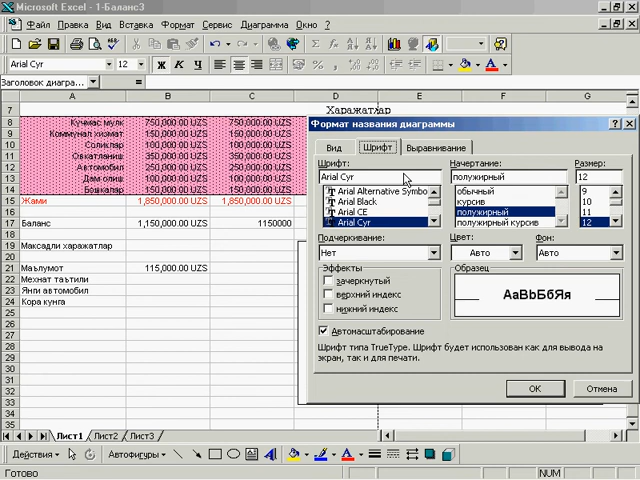 Microsoft Excel - 1-Баланс3
Файл Правка Вид Вставка Формат Сервис Диаграмма Окно ?
Arial Cyr 12 Ж К Ч
Заголовок диагра... =
A B C D E F G
7 Харажатлар
8 Кучмас мулк 750,000.00 UZS 750,000.00 UZS
9 Коммунал хизмат 150,000.00 UZS 150,000.00 UZS
10 Соликлар 100,000.00 UZS 100,000.00 UZS
11 Овкатланиш 350,000.00 UZS 350,000.00 UZS
12 Автомобил 250,000.00 UZS 250,000.00 UZS
13 Дам олиш 100,000.00 UZS 100,000.00 UZS
14 Бошкалар 150,000.00 UZS 150,000.00 UZS
15 Жами 1,850,000.00 UZS 1,850,000.00 UZS
16
17 Баланс 1,150,000.00 UZS 1150000
18
19 Максадли харажатлар
20
21 Маълумот 115,000.00 UZS
22 Мехнат таътили
23 Янги автомобил
24 Кора кунга
25
26
27
28
29
30
31
32
33
34
35
Формат названия диаграммы
Вид Шрифт Выравнивание
Шрифт: Начертание: Размер:
Arial Cyr полужирный 12
Arial Alternative Symbo обычный 9
Arial Black курсив 10
Arial CE полужирный 11
Arial Cyr полужирный курсив 12
Подчеркивание: Цвет: Фон:
Нет Авто Авто
Эффекты Образец
зачеркнутый
верхний индекс
нижний индекс
АаBbБбЯя
Автомасштабирование
Шрифт типа TrueType. Шрифт будет использован как для вывода на
экран, так и для печати.
ОК Отмена
Лист1 Лист2 Лист3
Действия Автофигуры
Готово NUM